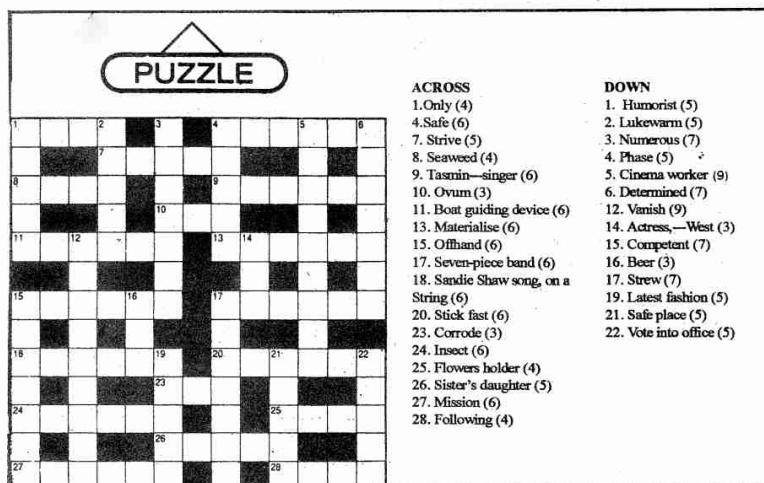 PUZZLE
1 2 3 4 5 6
7
8 9
10
11 12 13 14
15 16 17
18 19 20 21 22
23
24 25
26
27 28
ACROSS
1.Only (4)
4.Safe (6)
7. Strive (5)
8. Seaweed (4)
9. Tasmin—singer (6)
10. Ovum (3)
11. Boat guiding device (6)
13. Materialise (6)
15. Offhand (6)
17. Seven-piece band (6)
18. Sandie Shaw song, on a
String (6)
20. Stick fast (6)
23. Corrode (3)
24. Insect (6)
25. Flowers holder (4)
26. Sister's daughter (5)
27. Mission (6)
28. Following (4)
DOWN
1. Humorist (5)
2. Lukewarm (5)
3. Numerous (7)
4. Phase (5)
5. Cinema worker (9)
6. Determined (7)
12. Vanish (9)
14. Actress,—West (3)
15. Competent (7)
16. Beer (3)
17. Strew (7)
19. Latest fashion (5)
21. Safe place (5)
22. Vote into office (5)